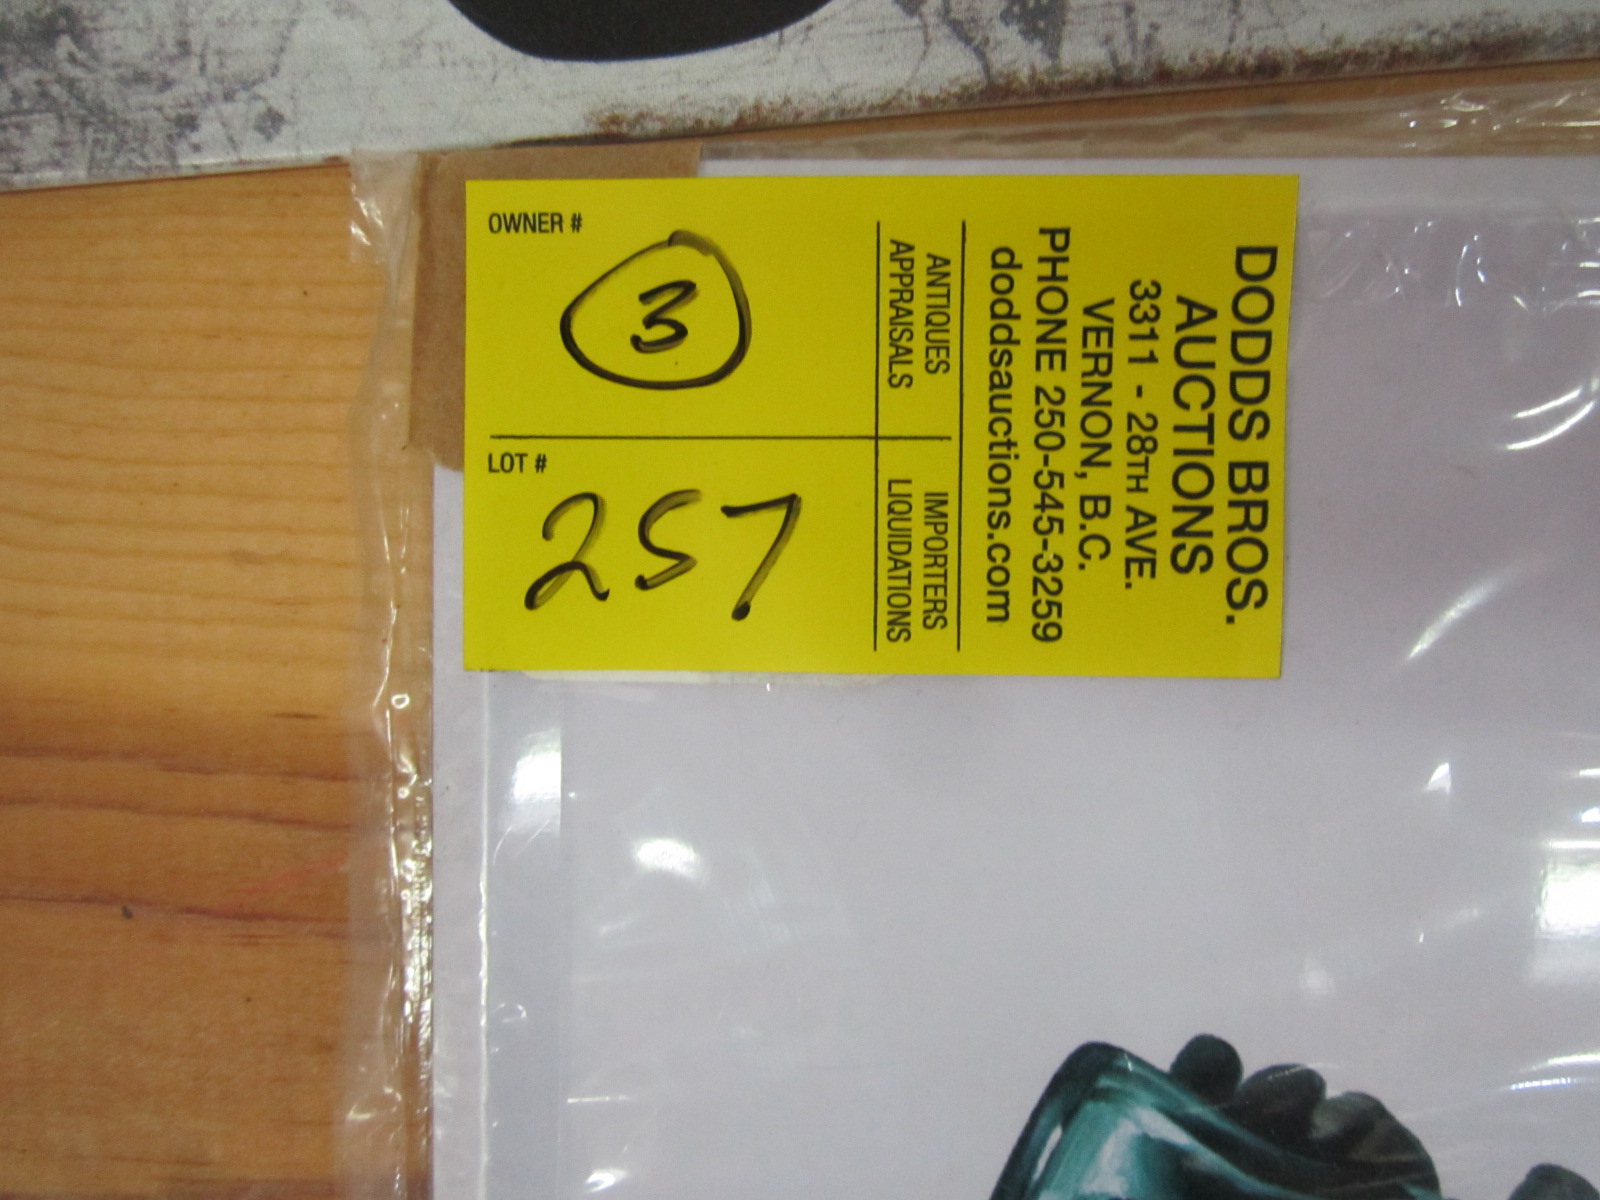 DODDS BROS.
AUCTIONS
3311 - 28TH AVE.
VERNON, B.C.
PHONE 250-545-3259
doddsauctions.com
ANTIQUES IMPORTERS
APPRAISALS LIQUIDATIONS
3 257
OWNER # LOT #